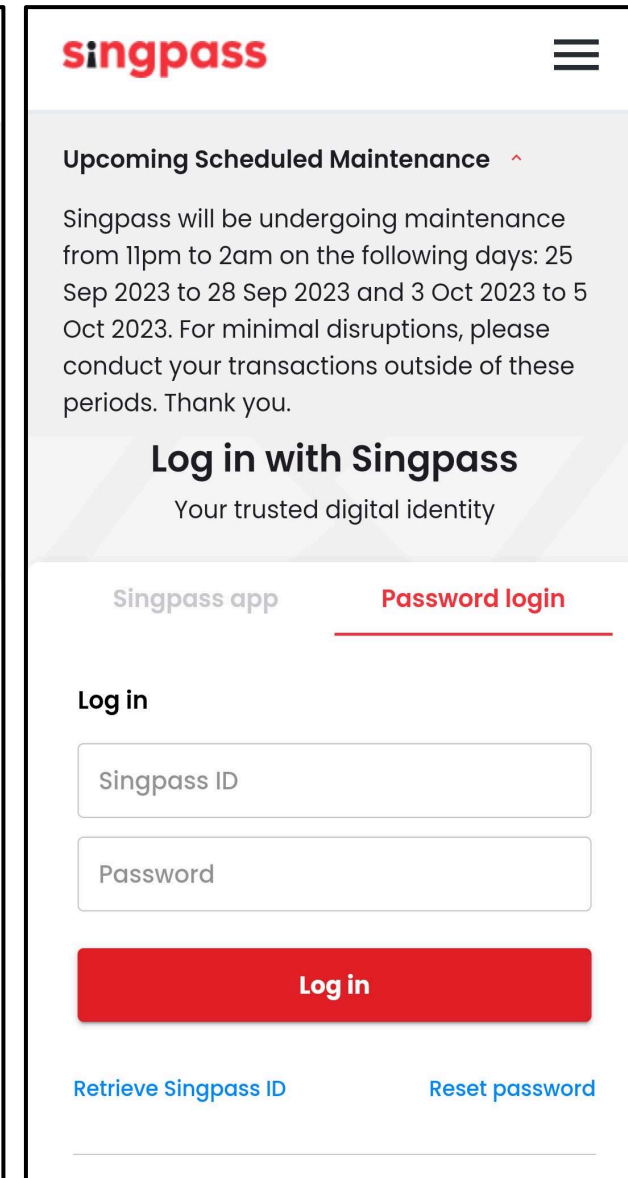 singpass
Upcoming Scheduled Maintenance
Singpass will be undergoing maintenance
from 11pm to 2am on the following days: 25
Sep 2023 to 28 Sep 2023 and 3 Oct 2023 to 5
Oct 2023. For minimal disruptions, please
conduct your transactions outside of these
periods. Thank you.
Log in with Singpass
Your trusted digital identity
Singpass app Password login
Log in
Singpass ID
Password
Log in
Retrieve Singpass ID Reset password